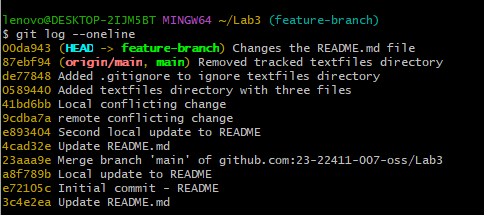 lenovo@DESKTOP-2IJM5BT MINGW64 ~/Lab3 (feature-branch)
$ git log --oneline
00da943 (HEAD -> feature-branch) Changes the README.md file
87ebf94 (origin/main, main) Removed tracked textfiles directory
de77848 Added .gitignore to ignore textfiles directory
0589440 Added textfiles directory with three files
41bd6bb Local conflicting change
9cdba7a remote conflicting change
e893404 Second local update to README
4cad32e Update README.md
23aaa9e Merge branch 'main' of github.com:23-22411-007-oss/Lab3
a8f789b Local update to README
e72105c Initial commit - README
3c4e2ea Update README.md